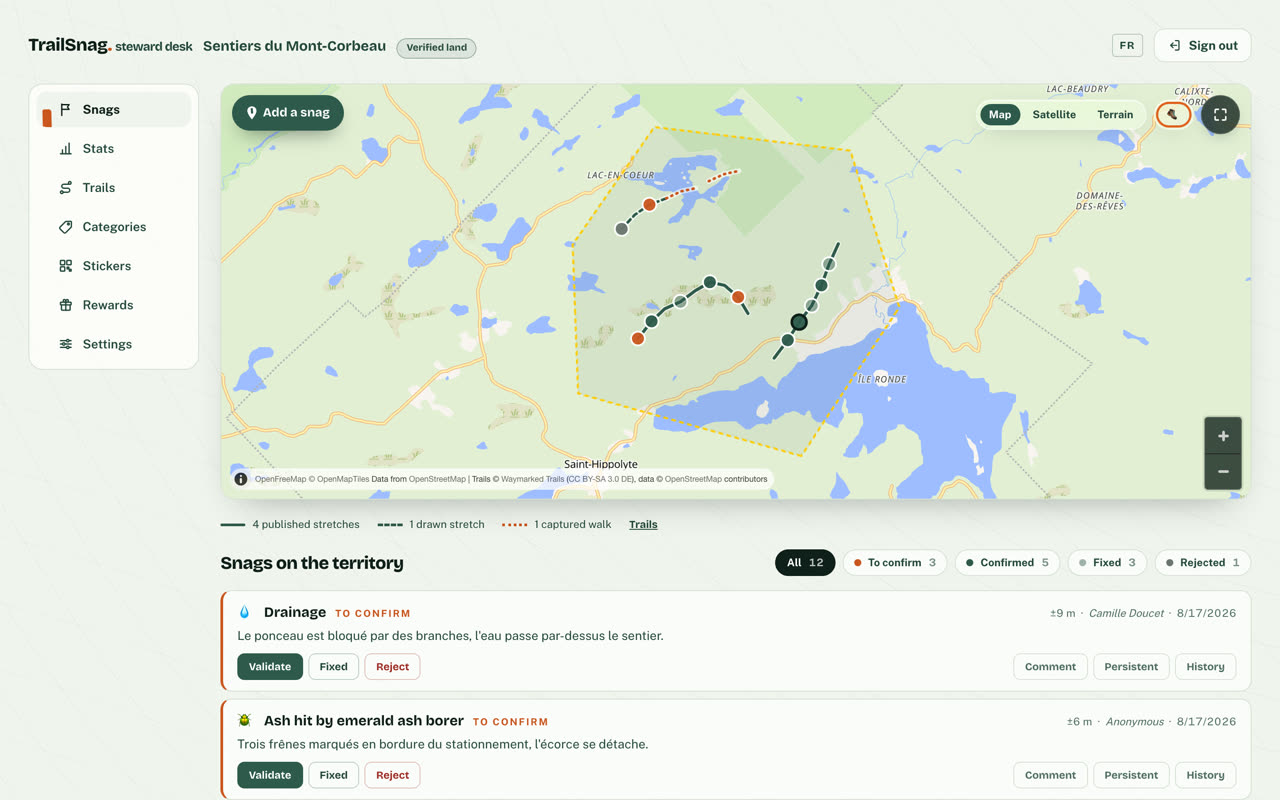 TrailSnag. steward desk Sentiers du Mont-Corbeau Verified land
FR Sign out
Snags
Stats
Trails
Categories
Stickers
Rewards
Settings
Add a snag
Map Satellite Terrain
LAC-BEAUDRY
CALIXTE-
NORD
LAC-EN-COEUR
DOMAINE-
DES-RÊVES
ÎLE RONDE
Saint-Hippolyte
OpenFreeMap © OpenMapTiles Data from OpenStreetMap | Trails © Waymarked Trails (CC BY-SA 3.0 DE), data © OpenStreetMap contributors
+
−
4 published stretches 1 drawn stretch 1 captured walk Trails
Snags on the territory
All 12 To confirm 3 Confirmed 5 Fixed 3 Rejected 1
Drainage TO CONFIRM ±9 m · Camille Doucet · 8/17/2026
Le ponceau est bloqué par des branches, l'eau passe par-dessus le sentier.
Validate Fixed Reject Comment Persistent History
Ash hit by emerald ash borer TO CONFIRM ±6 m · Anonymous · 8/17/2026
Trois frênes marqués en bordure du stationnement, l'écorce se détache.
Validate Fixed Reject Comment Persistent History